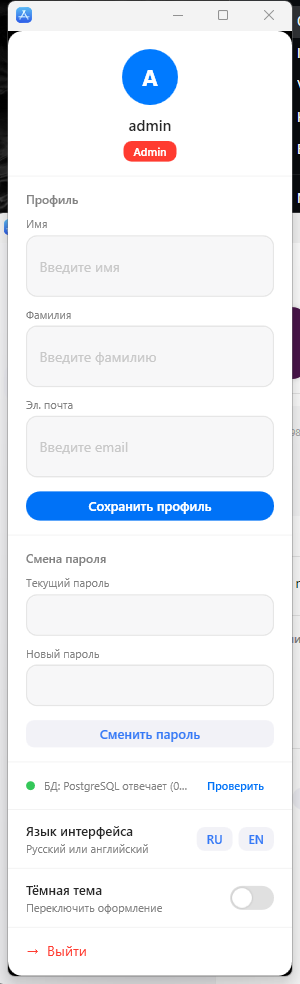 A
admin
Admin
Профиль
Имя
Введите имя
Фамилия
Введите фамилию
Эл. почта
Введите email
Сохранить профиль
Смена пароля
Текущий пароль
Новый пароль
Сменить пароль
БД: PostgreSQL отвечает (0... Проверить
Язык интерфейса
Русский или английский
RU EN
Тёмная тема
Переключить оформление
→ Выйти